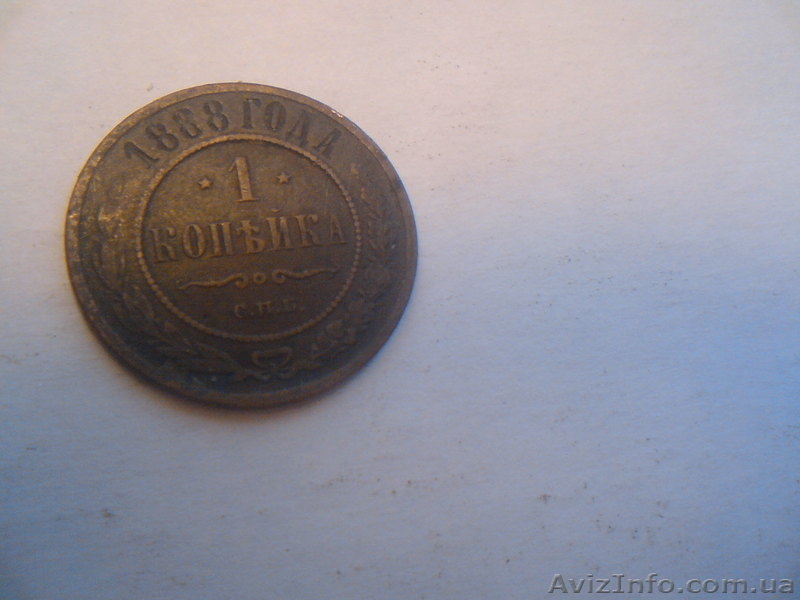 1888 ГОДА
1
КОПѢЙКА
С.П.Б.
AvizInfo.com.ua